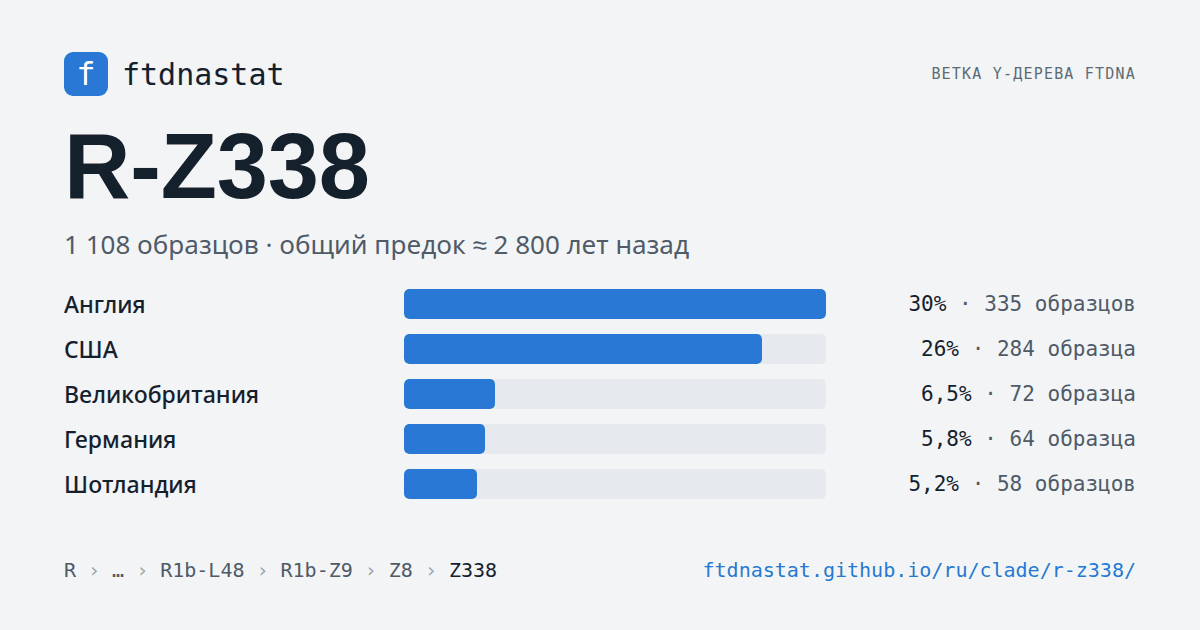 f ftdnastat
ВЕТКА Y-ДЕРЕВА FTDNA
R-Z338
1 108 образцов · общий предок ≈ 2 800 лет назад
Англия 30% · 335 образцов
США 26% · 284 образца
Великобритания 6,5% · 72 образца
Германия 5,8% · 64 образца
Шотландия 5,2% · 58 образцов
R › … › R1b-L48 › R1b-Z9 › Z8 › Z338
ftdnastat.github.io/ru/clade/r-z338/